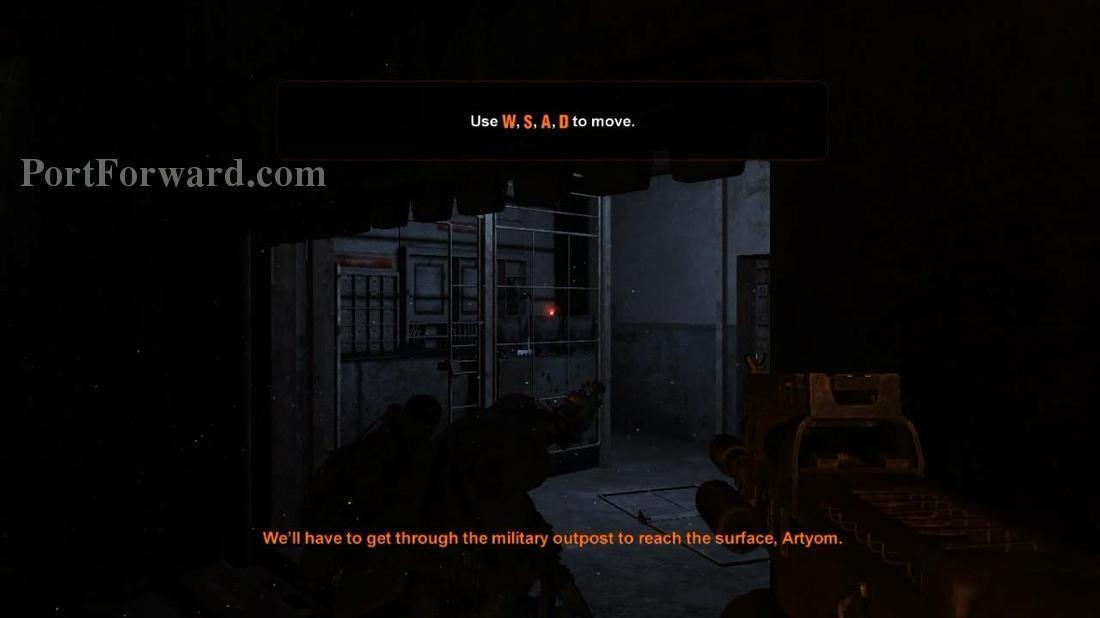 Use W, S, A, D to move.
PortForward.com
We'll have to get through the military outpost to reach the surface, Artyom.